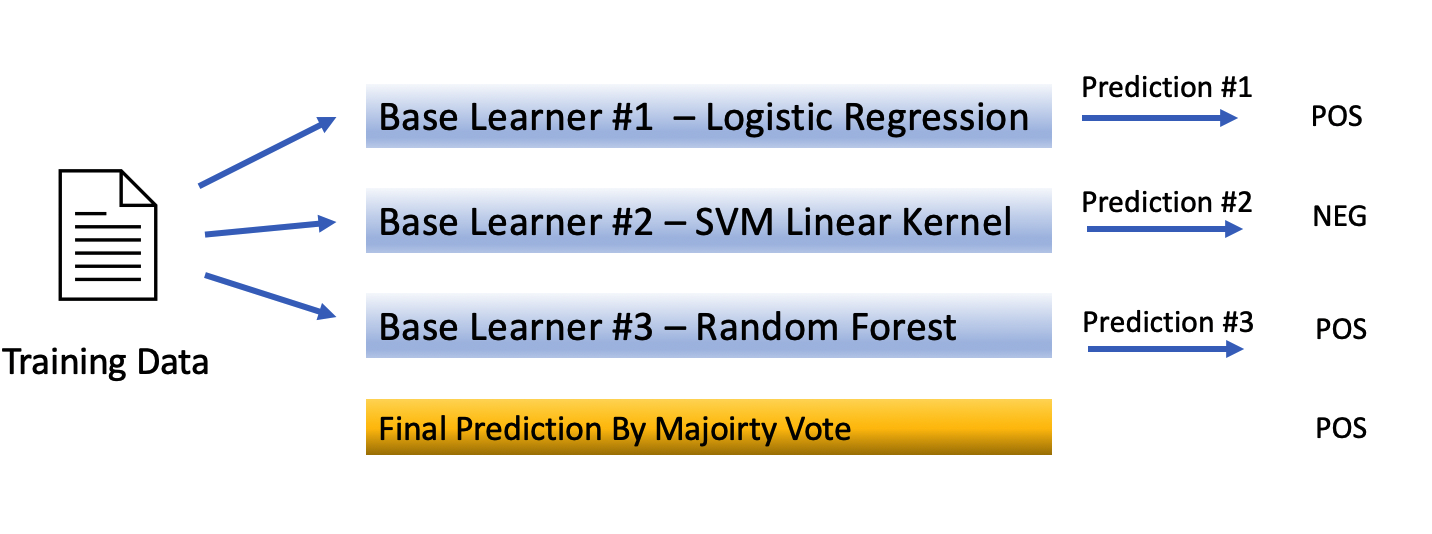 Prediction #1
Base Learner #1 – Logistic Regression
POS
Prediction #2
Base Learner #2 – SVM Linear Kernel
NEG
Prediction #3
Base Learner #3 – Random Forest
POS
Training Data
Final Prediction By Majoirty Vote
POS